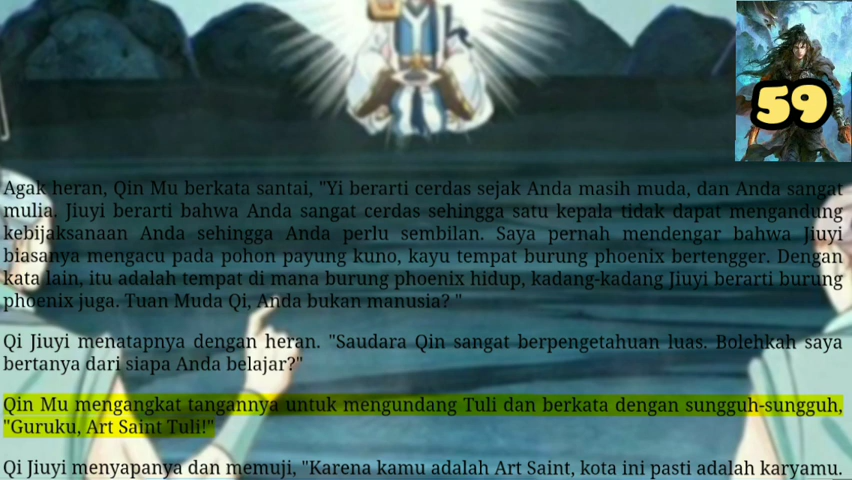 59
Agak heran, Qin Mu berkata santai, "Yi berarti cerdas sejak Anda masih muda, dan Anda sangat
mulia. Jiuyi berarti bahwa Anda sangat cerdas sehingga satu kepala tidak dapat mengandung
kebijaksanaan Anda sehingga Anda perlu sembilan. Saya pernah mendengar bahwa Jiuyi
biasanya mengacu pada pohon payung kuno, kayu tempat burung phoenix bertengger. Dengan
kata lain, itu adalah tempat di mana burung phoenix hidup, kadang-kadang Jiuyi berarti burung
phoenix juga. Tuan Muda Qi, Anda bukan manusia? "
Qi Jiuyi menatapnya dengan heran. "Saudara Qin sangat berpengetahuan luas. Bolehkah saya
bertanya dari siapa Anda belajar?"
Qin Mu mengangkat tangannya untuk mengundang Tuli dan berkata dengan sungguh-sungguh,
"Guruku, Art Saint Tuli!"
Qi Jiuyi menyapanya dan memuji, "Karena kamu adalah Art Saint, kota ini pasti adalah karyamu.